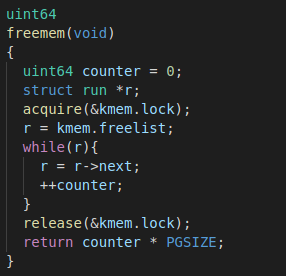 uint64
freemem(void)
{
  uint64 counter = 0;
  struct run *r;
  acquire(&kmem.lock);
  r = kmem.freelist;
  while(r){
    r = r->next;
    ++counter;
  }
  release(&kmem.lock);
  return counter * PGSIZE;
}